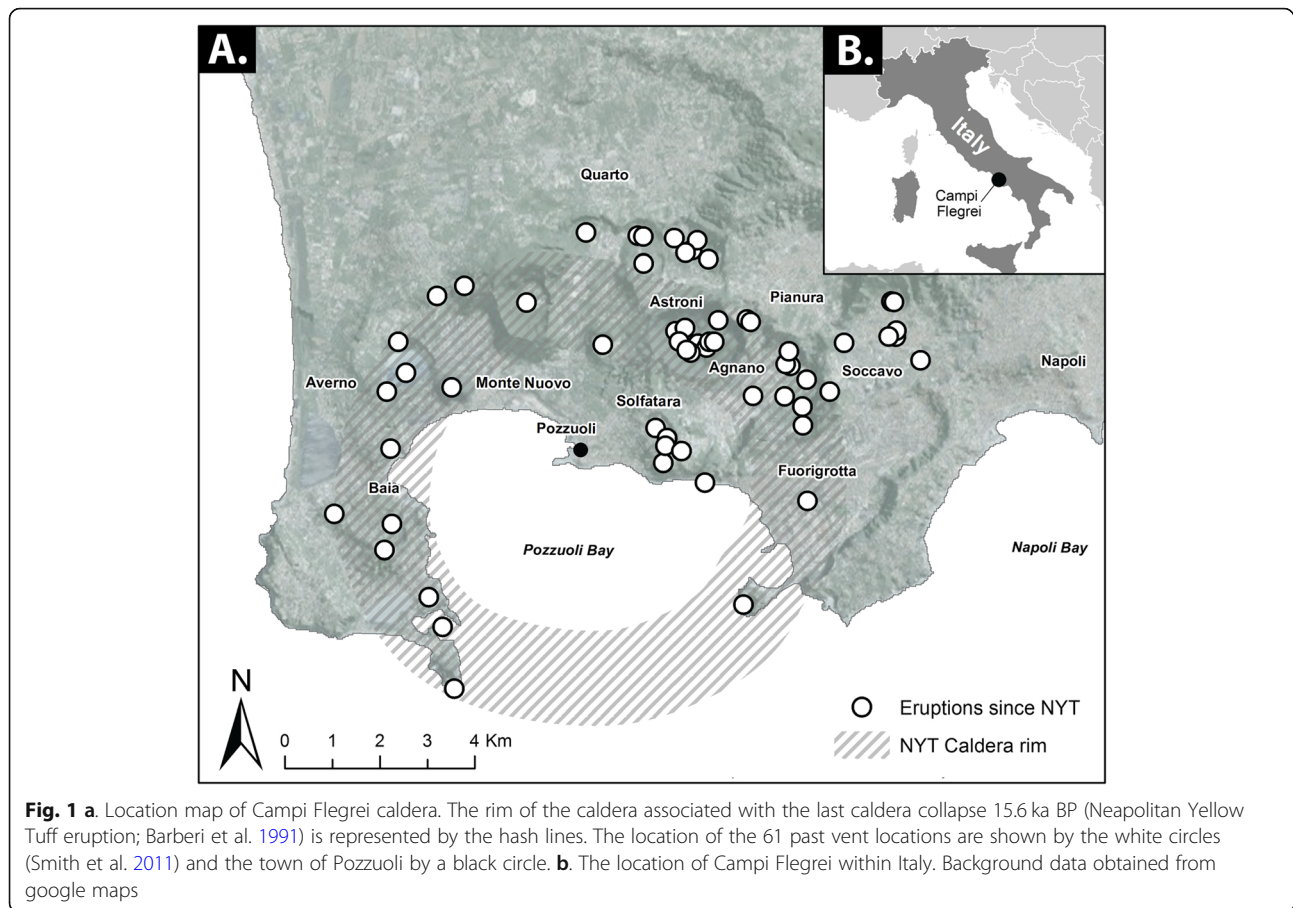 A.
B.
Italy
Campi
Flegrei
Quarto
Astroni
Pianura
Averno
Monte Nuovo
Agnano
Soccavo
Napoli
Solfatara
Pozzuoli
Fuorigrotta
Baia
Pozzuoli Bay
Napoli Bay
N
0 1 2 3 4 Km
Eruptions since NYT
NYT Caldera rim
Fig. 1 a. Location map of Campi Flegrei caldera. The rim of the caldera associated with the last caldera collapse 15.6 ka BP (Neapolitan Yellow
Tuff eruption; Barberi et al. 1991) is represented by the hash lines. The location of the 61 past vent locations are shown by the white circles
(Smith et al. 2011) and the town of Pozzuoli by a black circle. b. The location of Campi Flegrei within Italy. Background data obtained from
google maps